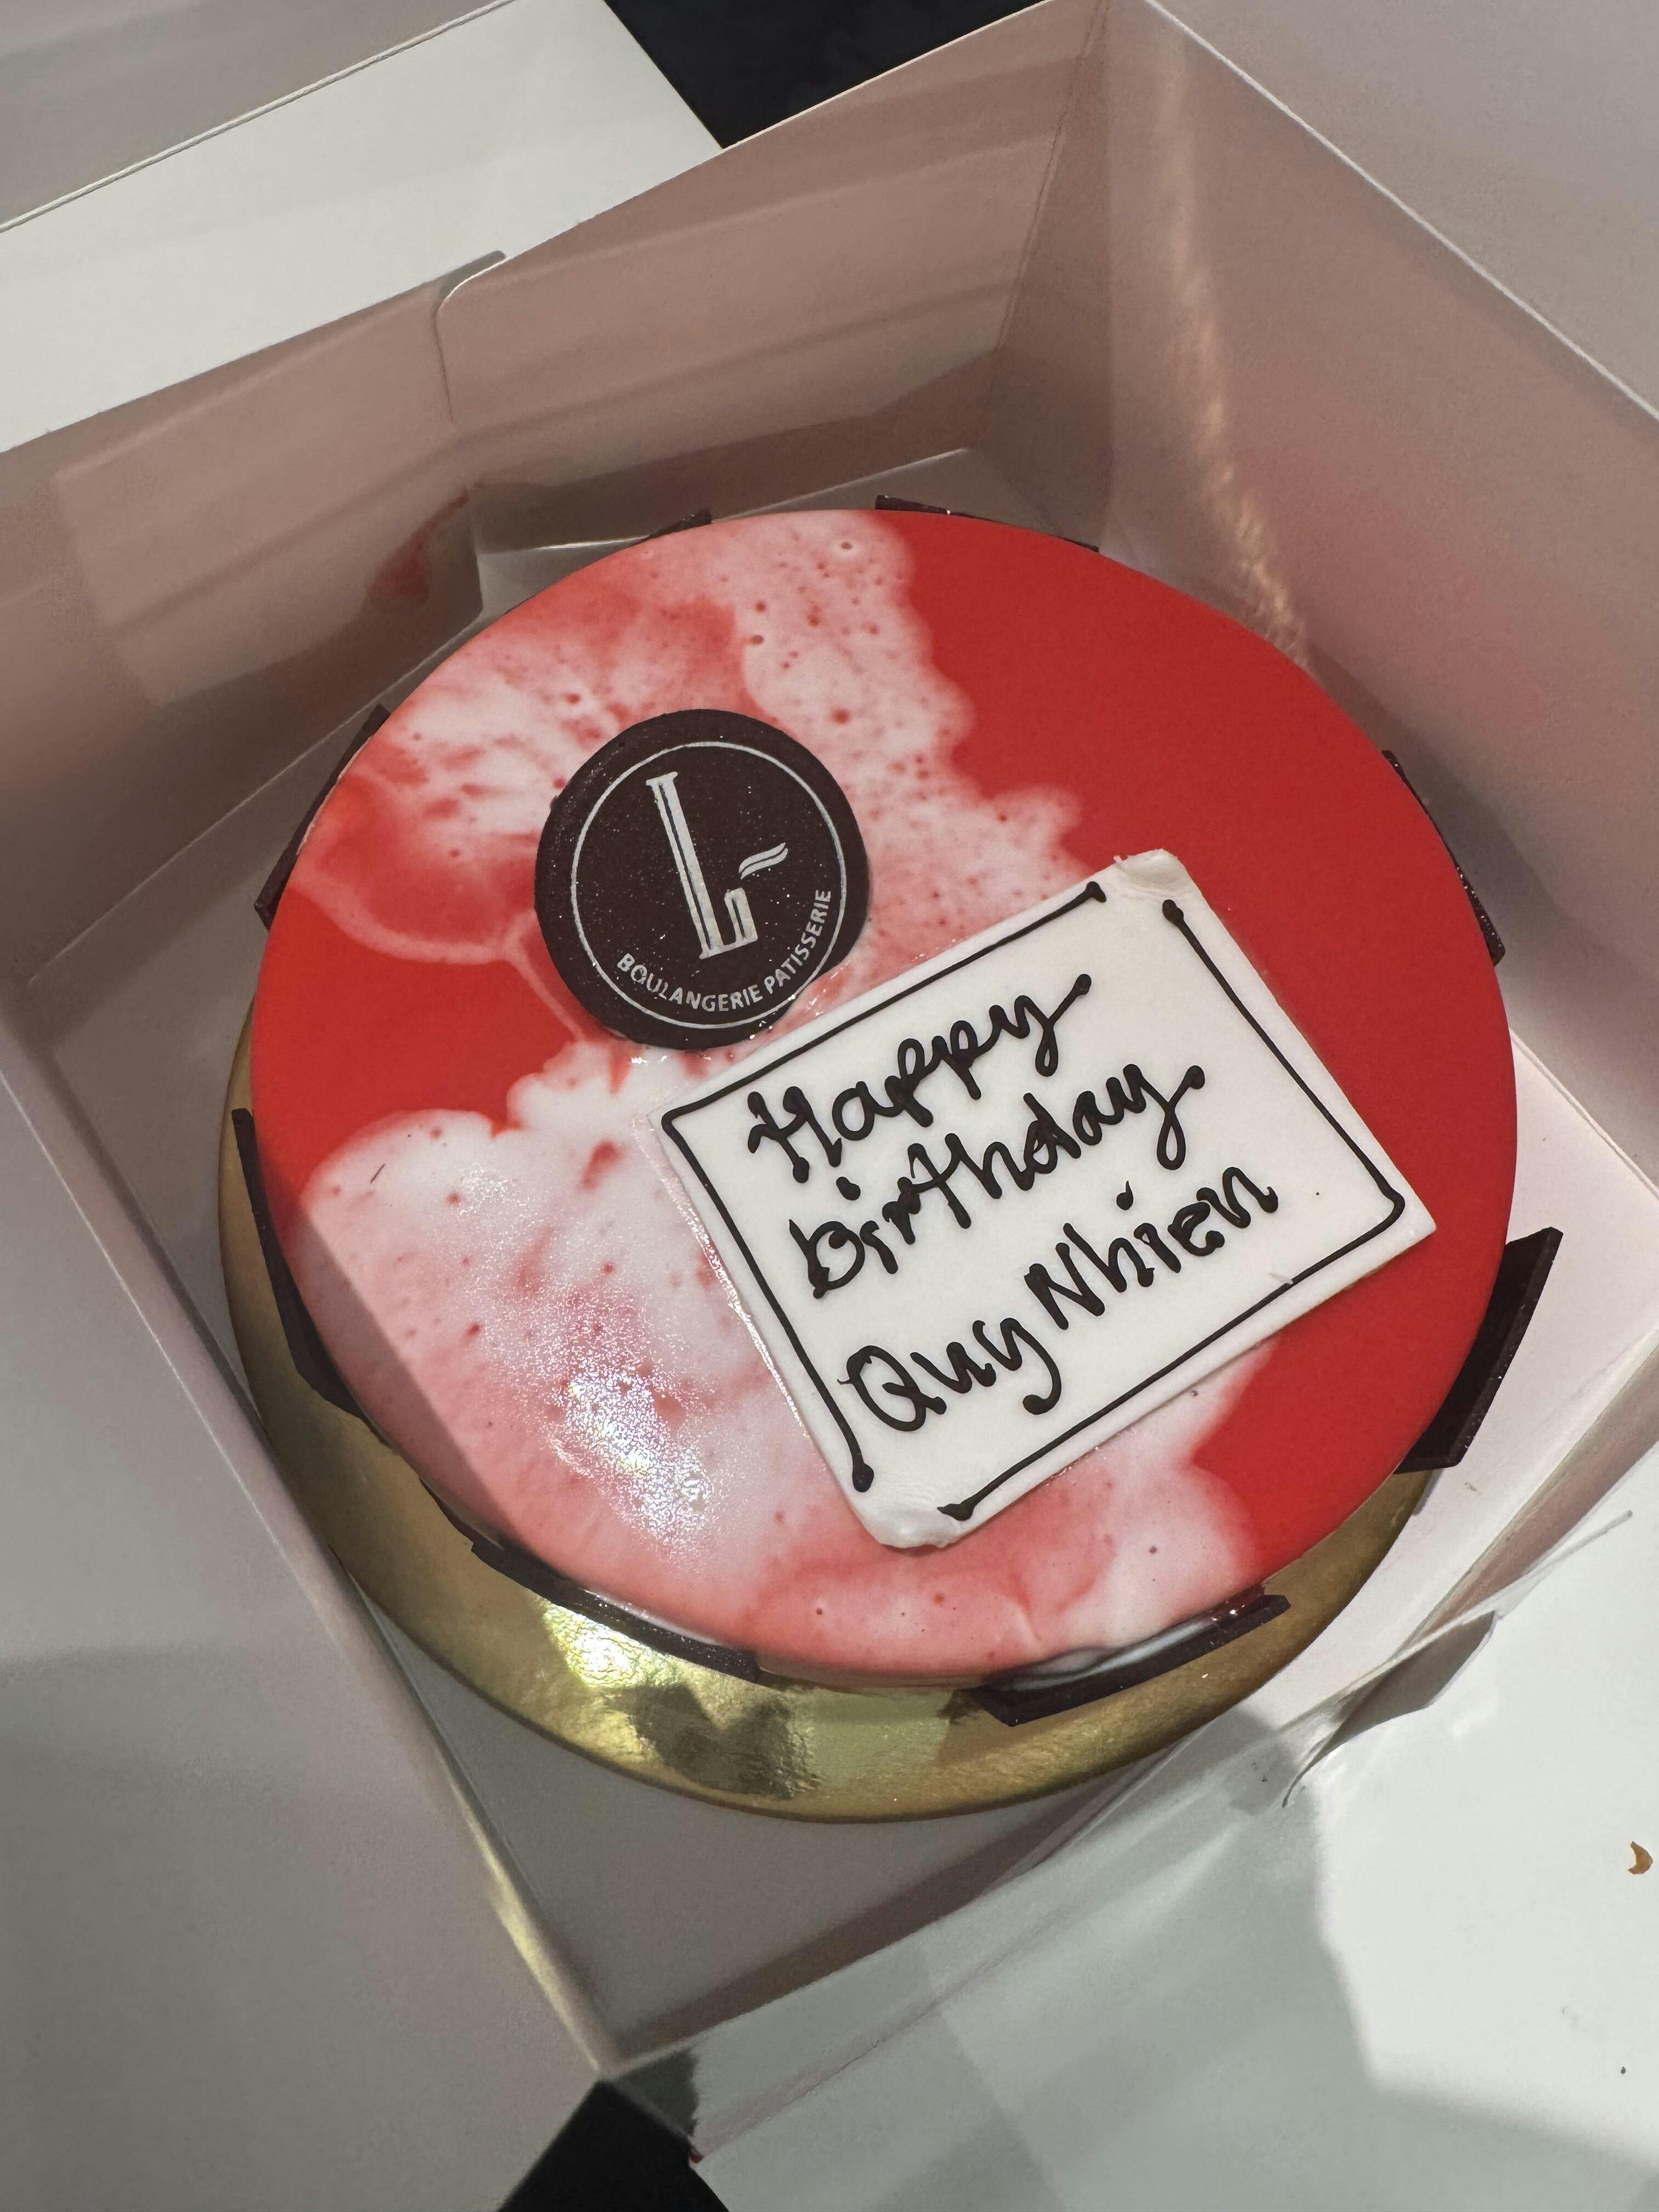 L
BOULANGERIE PATISSERIE
Happy
birthday
Quy Nhien